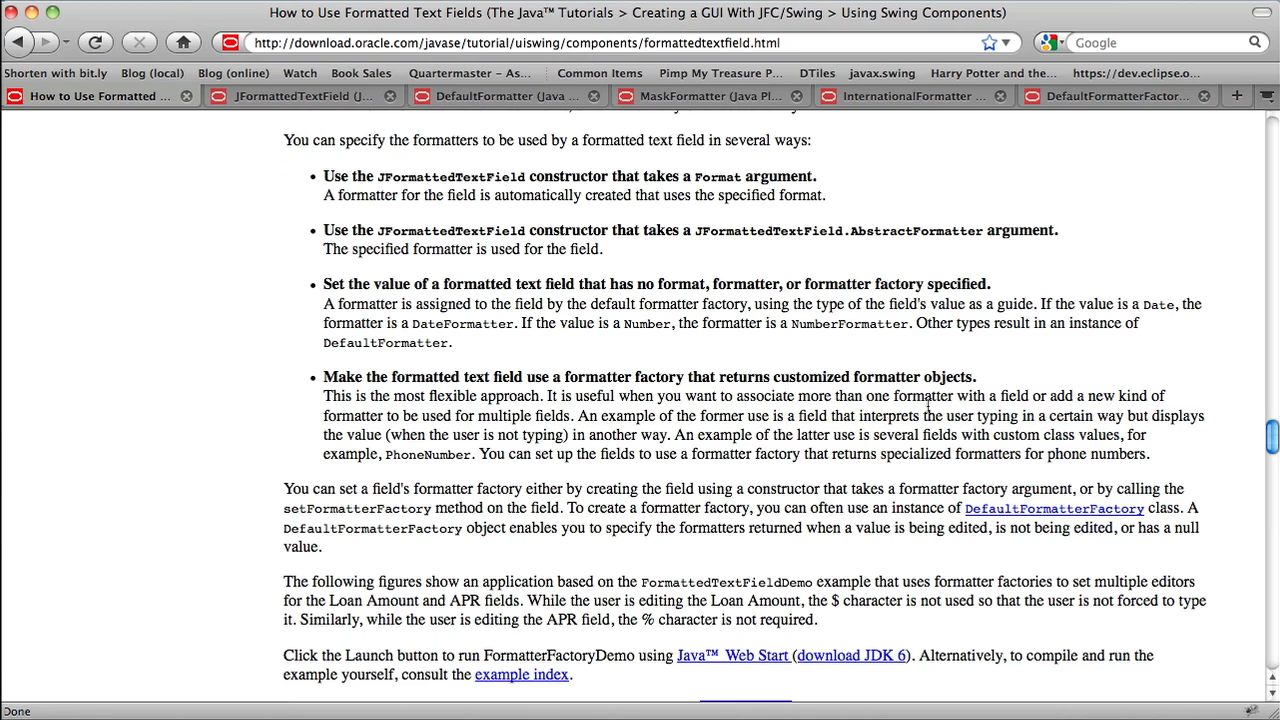 How to Use Formatted Text Fields (The Java™ Tutorials > Creating a GUI With JFC/Swing > Using Swing Components)
http://download.oracle.com/javase/tutorial/uiswing/components/formattedtextfield.html
Google
Shorten with bit.ly Blog (local) Blog (online) Watch Book Sales Quartermaster – As... Common Items Pimp My Treasure P... DTiles javax.swing Harry Potter and the ... https://dev.eclipse.o...
How to Use Formatted ... JFormattedTextField (J... DefaultFormatter (Java ... MaskFormatter (Java Pl... InternationalFormatter ... DefaultFormatterFactor...
You can specify the formatters to be used by a formatted text field in several ways:
• Use the JFormattedTextField constructor that takes a Format argument.
A formatter for the field is automatically created that uses the specified format.
• Use the JFormattedTextField constructor that takes a JFormattedTextField.AbstractFormatter argument.
The specified formatter is used for the field.
• Set the value of a formatted text field that has no format, formatter, or formatter factory specified.
A formatter is assigned to the field by the default formatter factory, using the type of the field's value as a guide. If the value is a Date, the
formatter is a DateFormatter. If the value is a Number, the formatter is a NumberFormatter. Other types result in an instance of
DefaultFormatter.
• Make the formatted text field use a formatter factory that returns customized formatter objects.
This is the most flexible approach. It is useful when you want to associate more than one formatter with a field or add a new kind of
formatter to be used for multiple fields. An example of the former use is a field that interprets the user typing in a certain way but displays
the value (when the user is not typing) in another way. An example of the latter use is several fields with custom class values, for
example, PhoneNumber. You can set up the fields to use a formatter factory that returns specialized formatters for phone numbers.
You can set a field's formatter factory either by creating the field using a constructor that takes a formatter factory argument, or by calling the
setFormatterFactory method on the field. To create a formatter factory, you can often use an instance of DefaultFormatterFactory class. A
DefaultFormatterFactory object enables you to specify the formatters returned when a value is being edited, is not being edited, or has a null
value.
The following figures show an application based on the FormattedTextFieldDemo example that uses formatter factories to set multiple editors
for the Loan Amount and APR fields. While the user is editing the Loan Amount, the $ character is not used so that the user is not forced to type
it. Similarly, while the user is editing the APR field, the % character is not required.
Click the Launch button to run FormatterFactoryDemo using Java™ Web Start (download JDK 6). Alternatively, to compile and run the
example yourself, consult the example index.
Done